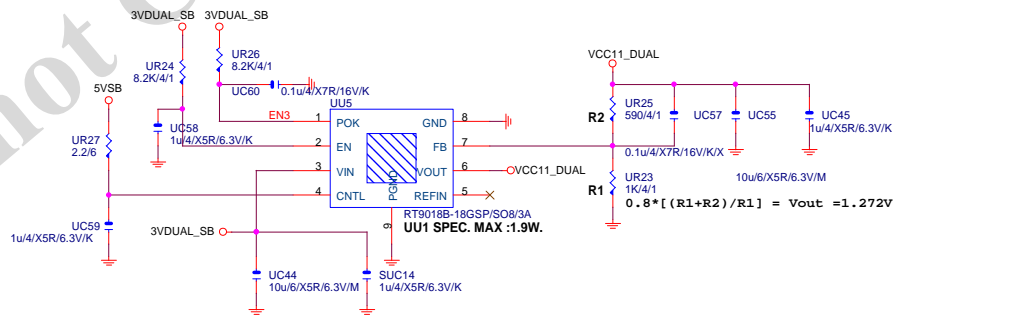 3VDUAL_SB
3VDUAL_SB
UR24
8.2K/4/1
UR26
8.2K/4/1
5VSB
UC60
0.1u/4/X7R/16V/K
UR27
2.2/6
UC58
1u/4/X5R/6.3V/K
EN3
UU5
1
POK
GND
8
2
EN
FB
7
3
VIN
VOUT
6
VCC11_DUAL
4
CNTL
REFIN
5
PGND
9
RT9018B-18GSP/SO8/3A
UU1 SPEC. MAX :1.9W.
UC59
1u/4/X5R/6.3V/K
3VDUAL_SB
UC44
10u/6/X5R/6.3V/M
SUC14
1u/4/X5R/6.3V/K
VCC11_DUAL
R2
UR25
590/4/1
UC57
UC55
UC45
1u/4/X5R/6.3V/K
0.1u/4/X7R/16V/K/X
10u/6/X5R/6.3V/M
R1
UR23
1K/4/1
0.8*[(R1+R2)/R1] = Vout =1.272V
not